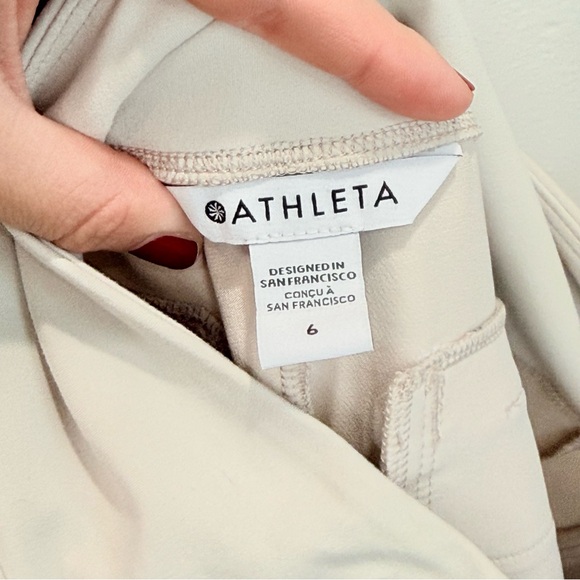 ATHLETA
DESIGNED IN
SAN FRANCISCO
CONÇU À
SAN FRANCISCO
6